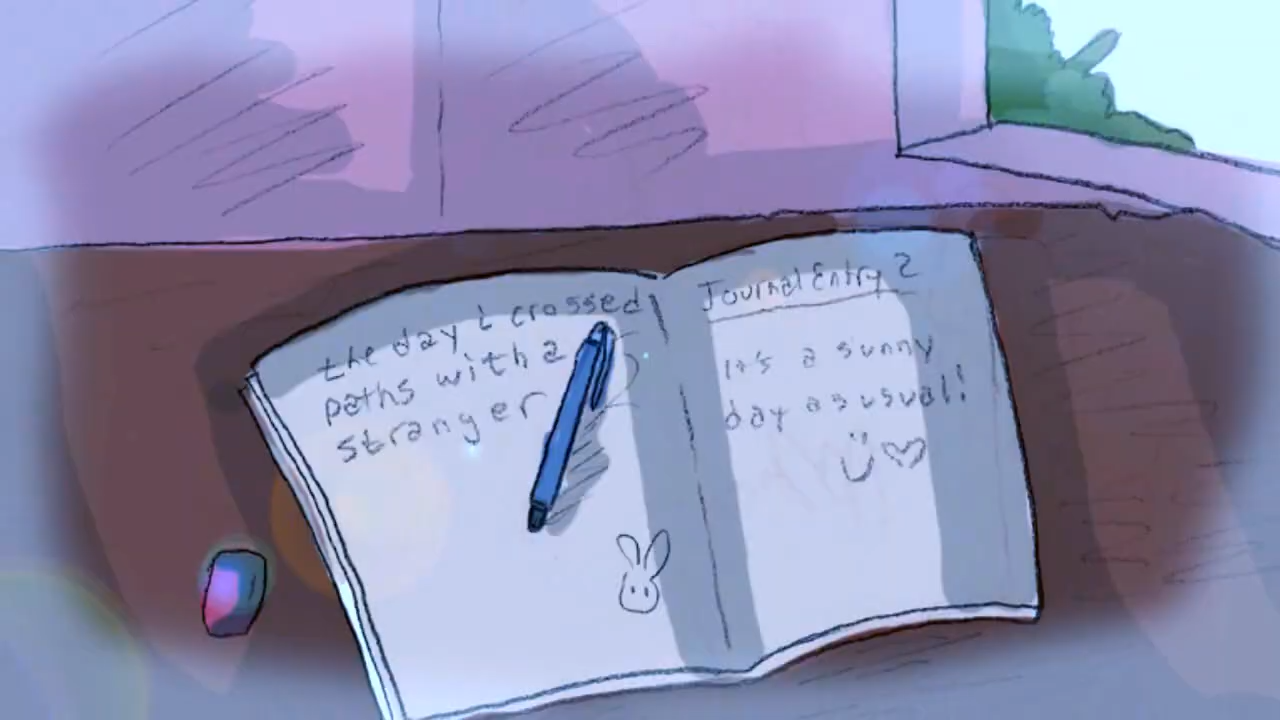 the day i crossed
paths with a
stranger
Journal Entry 2
it's a sunny
day as usual!